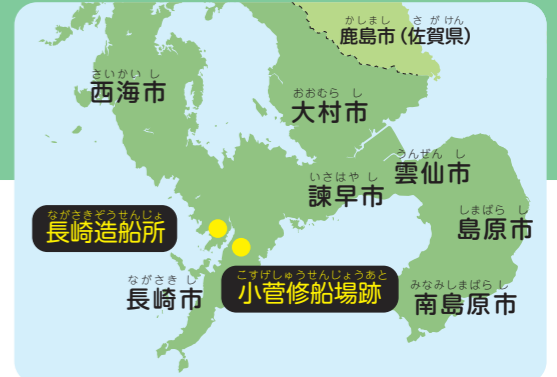 かしまし さがけん
鹿島市（佐賀県）
さいかいし
西海市
おおむらし
大村市
うんぜんし
雲仙市
いさはやし
諫早市
しまばらし
島原市
ながさきぞうせんじょ
長崎造船所
こすげしゅうせんじょうあと
小菅修船場跡
ながさきし
長崎市
みなみしまばらし
南島原市